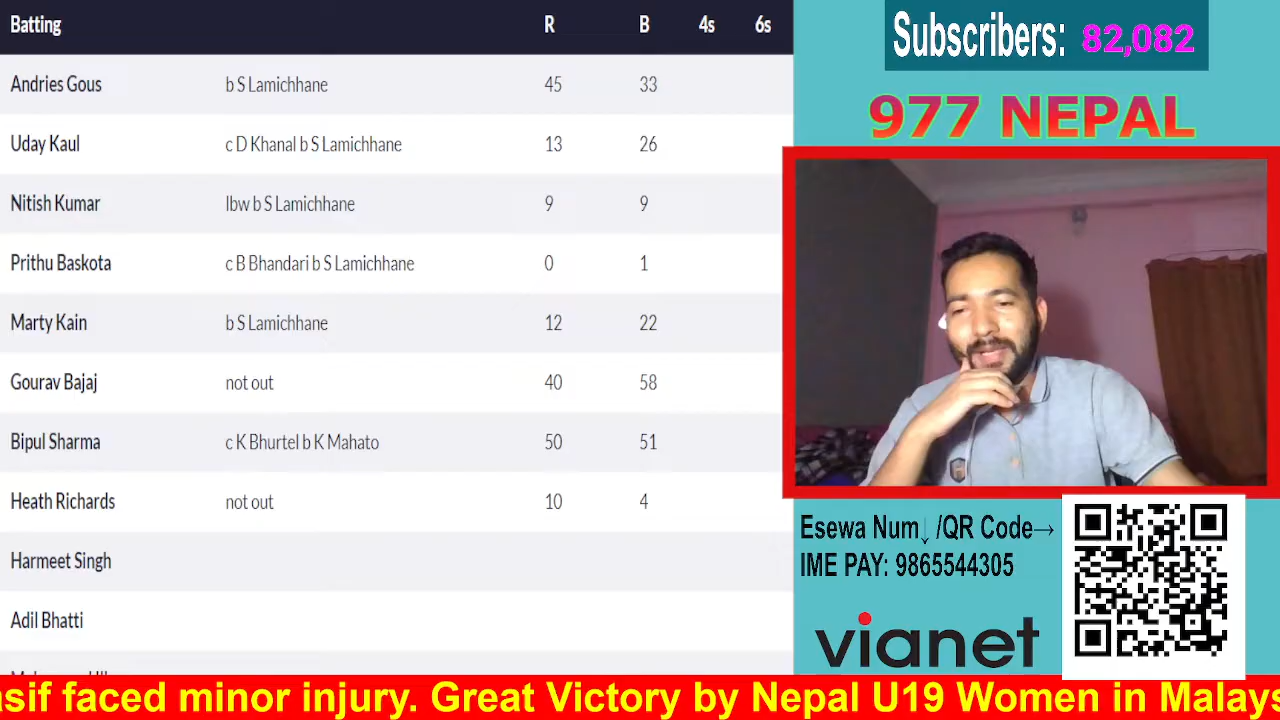 Batting R B 4s 6s
Andries Gous b S Lamichhane 45 33
Uday Kaul c D Khanal b S Lamichhane 13 26
Nitish Kumar lbw b S Lamichhane 9 9
Prithu Baskota c B Bhandari b S Lamichhane 0 1
Marty Kain b S Lamichhane 12 22
Gourav Bajaj not out 40 58
Bipul Sharma c K Bhurtel b K Mahato 50 51
Heath Richards not out 10 4
Harmeet Singh
Adil Bhatti
Subscribers: 82,082
977 NEPAL
Esewa Num↓ /QR Code→
IME PAY: 9865544305
vianet
asif faced minor injury. Great Victory by Nepal U19 Women in Malays